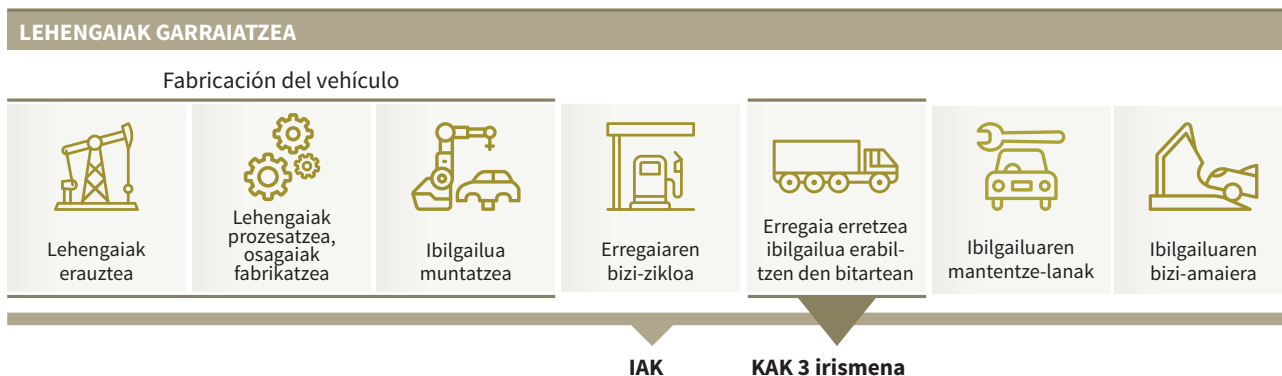 LEHENGAIAK GARRAIATZEA
Fabricación del vehículo
Lehengaiak
erauztea
Lehengaiak
prozesatzea,
osagaiak
fabrikatzea
Ibilgailua
muntatzea
Erregaiaren
bizi-zikloa
Erregaia erretzea
ibilgailua erabil-
tzen den bitartean
Ibilgailuaren
mantentze-lanak
Ibilgailuaren
bizi-amaiera
IAK
KAK 3 irismena